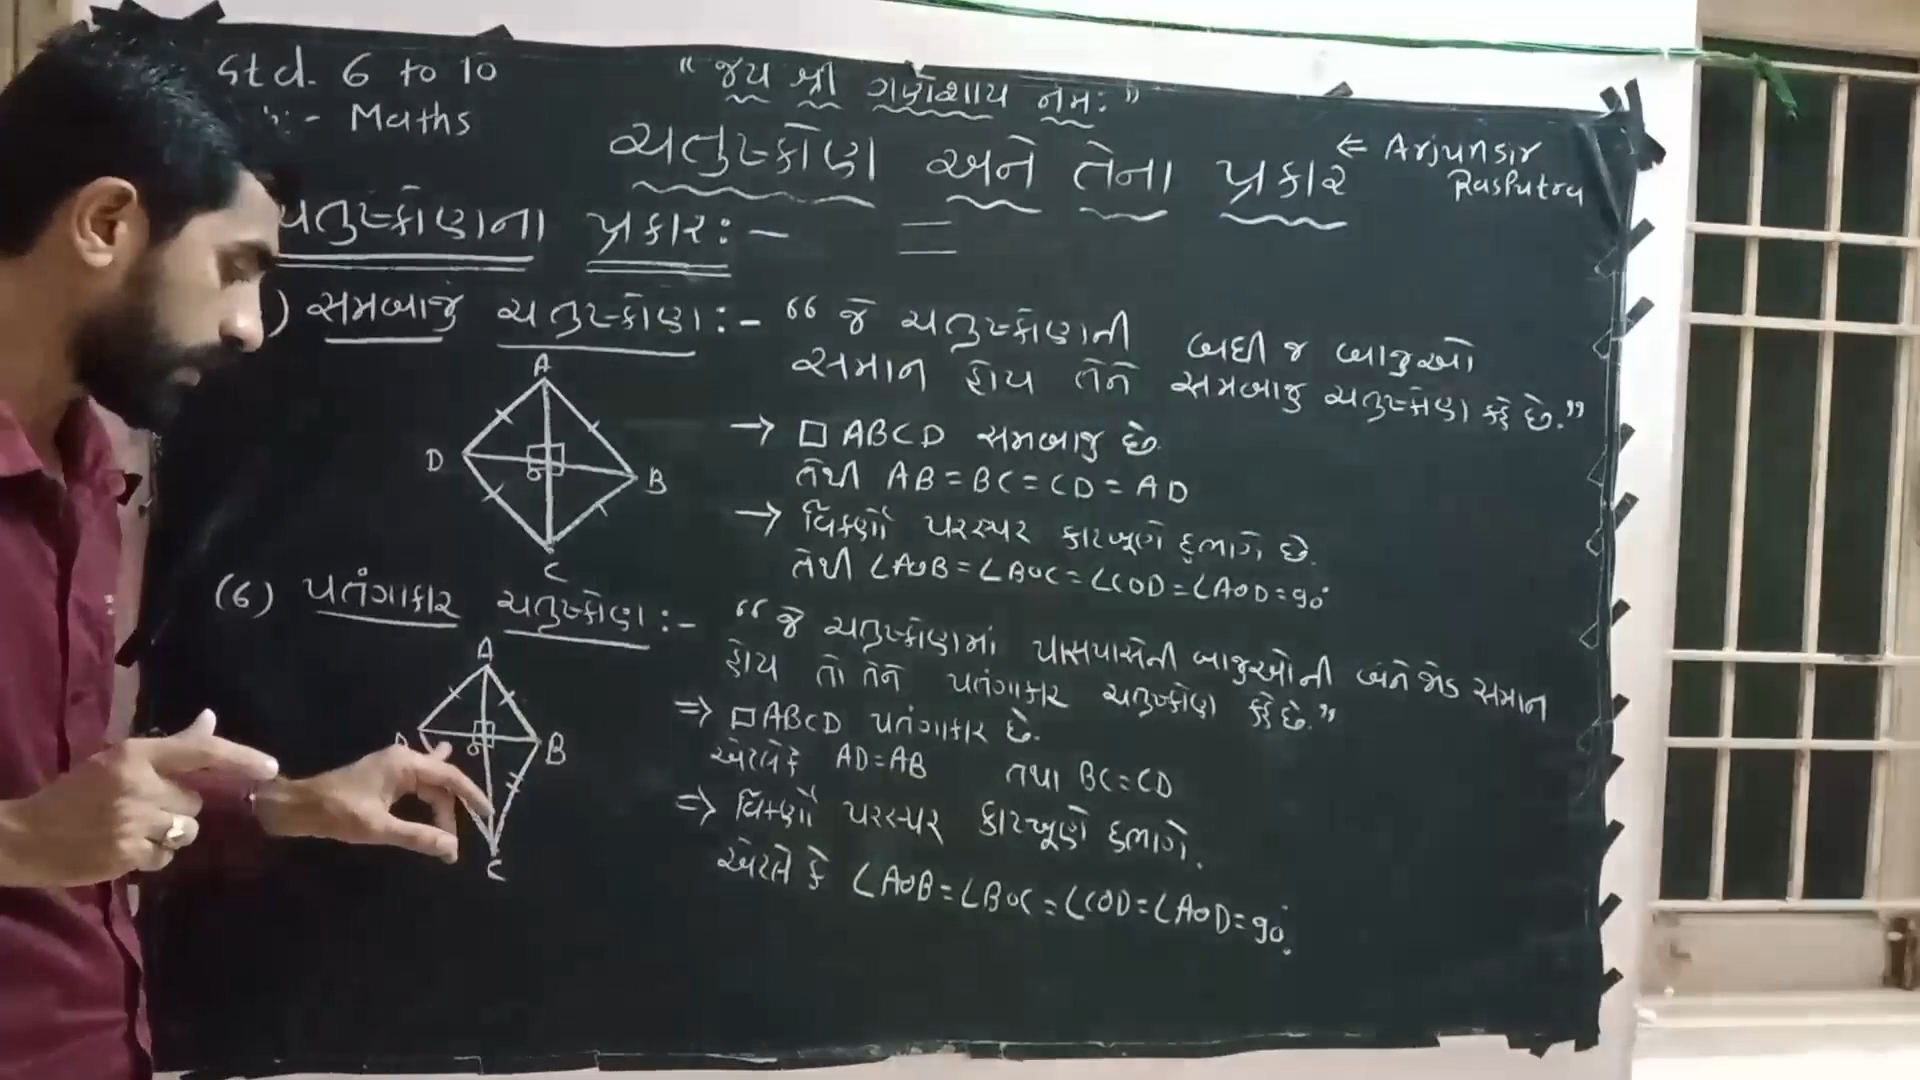 Std. 6 to 10
:- Maths
"જય શ્રી ગણેશાય નમઃ"
ચતુષ્કોણ અને તેના પ્રકાર ⇐ Arjunsir
Rasputra
ચતુષ્કોણના પ્રકાર:-
) સમબાજુ ચતુષ્કોણ:- "જે ચતુષ્કોણની બધી જ બાજુઓ
સમાન હોય તેને સમબાજુ ચતુષ્કોણ કહે છે."
→ □ABCD સમબાજુ છે.
તેથી AB=BC=CD=AD
→ વિકર્ણો પરસ્પર કાટખૂણે દુભાગે છે.
તેથી ∠AOB=∠BOC=∠COD=∠AOD=90°
A
D
B
C
O
(6) પતંગાકાર ચતુષ્કોણ:- "જે ચતુષ્કોણમાં પાસપાસેની બાજુઓની બંને જોડ સમાન
હોય તો તેને પતંગાકાર ચતુષ્કોણ કહે છે."
⇒ □ABCD પતંગાકાર છે.
એટલે કે AD=AB તથા BC=CD
⇒ વિકર્ણો પરસ્પર કાટખૂણે દુભાગે.
એટલે કે ∠AOB=∠BOC=∠COD=∠AOD=90°
A
B
C
O